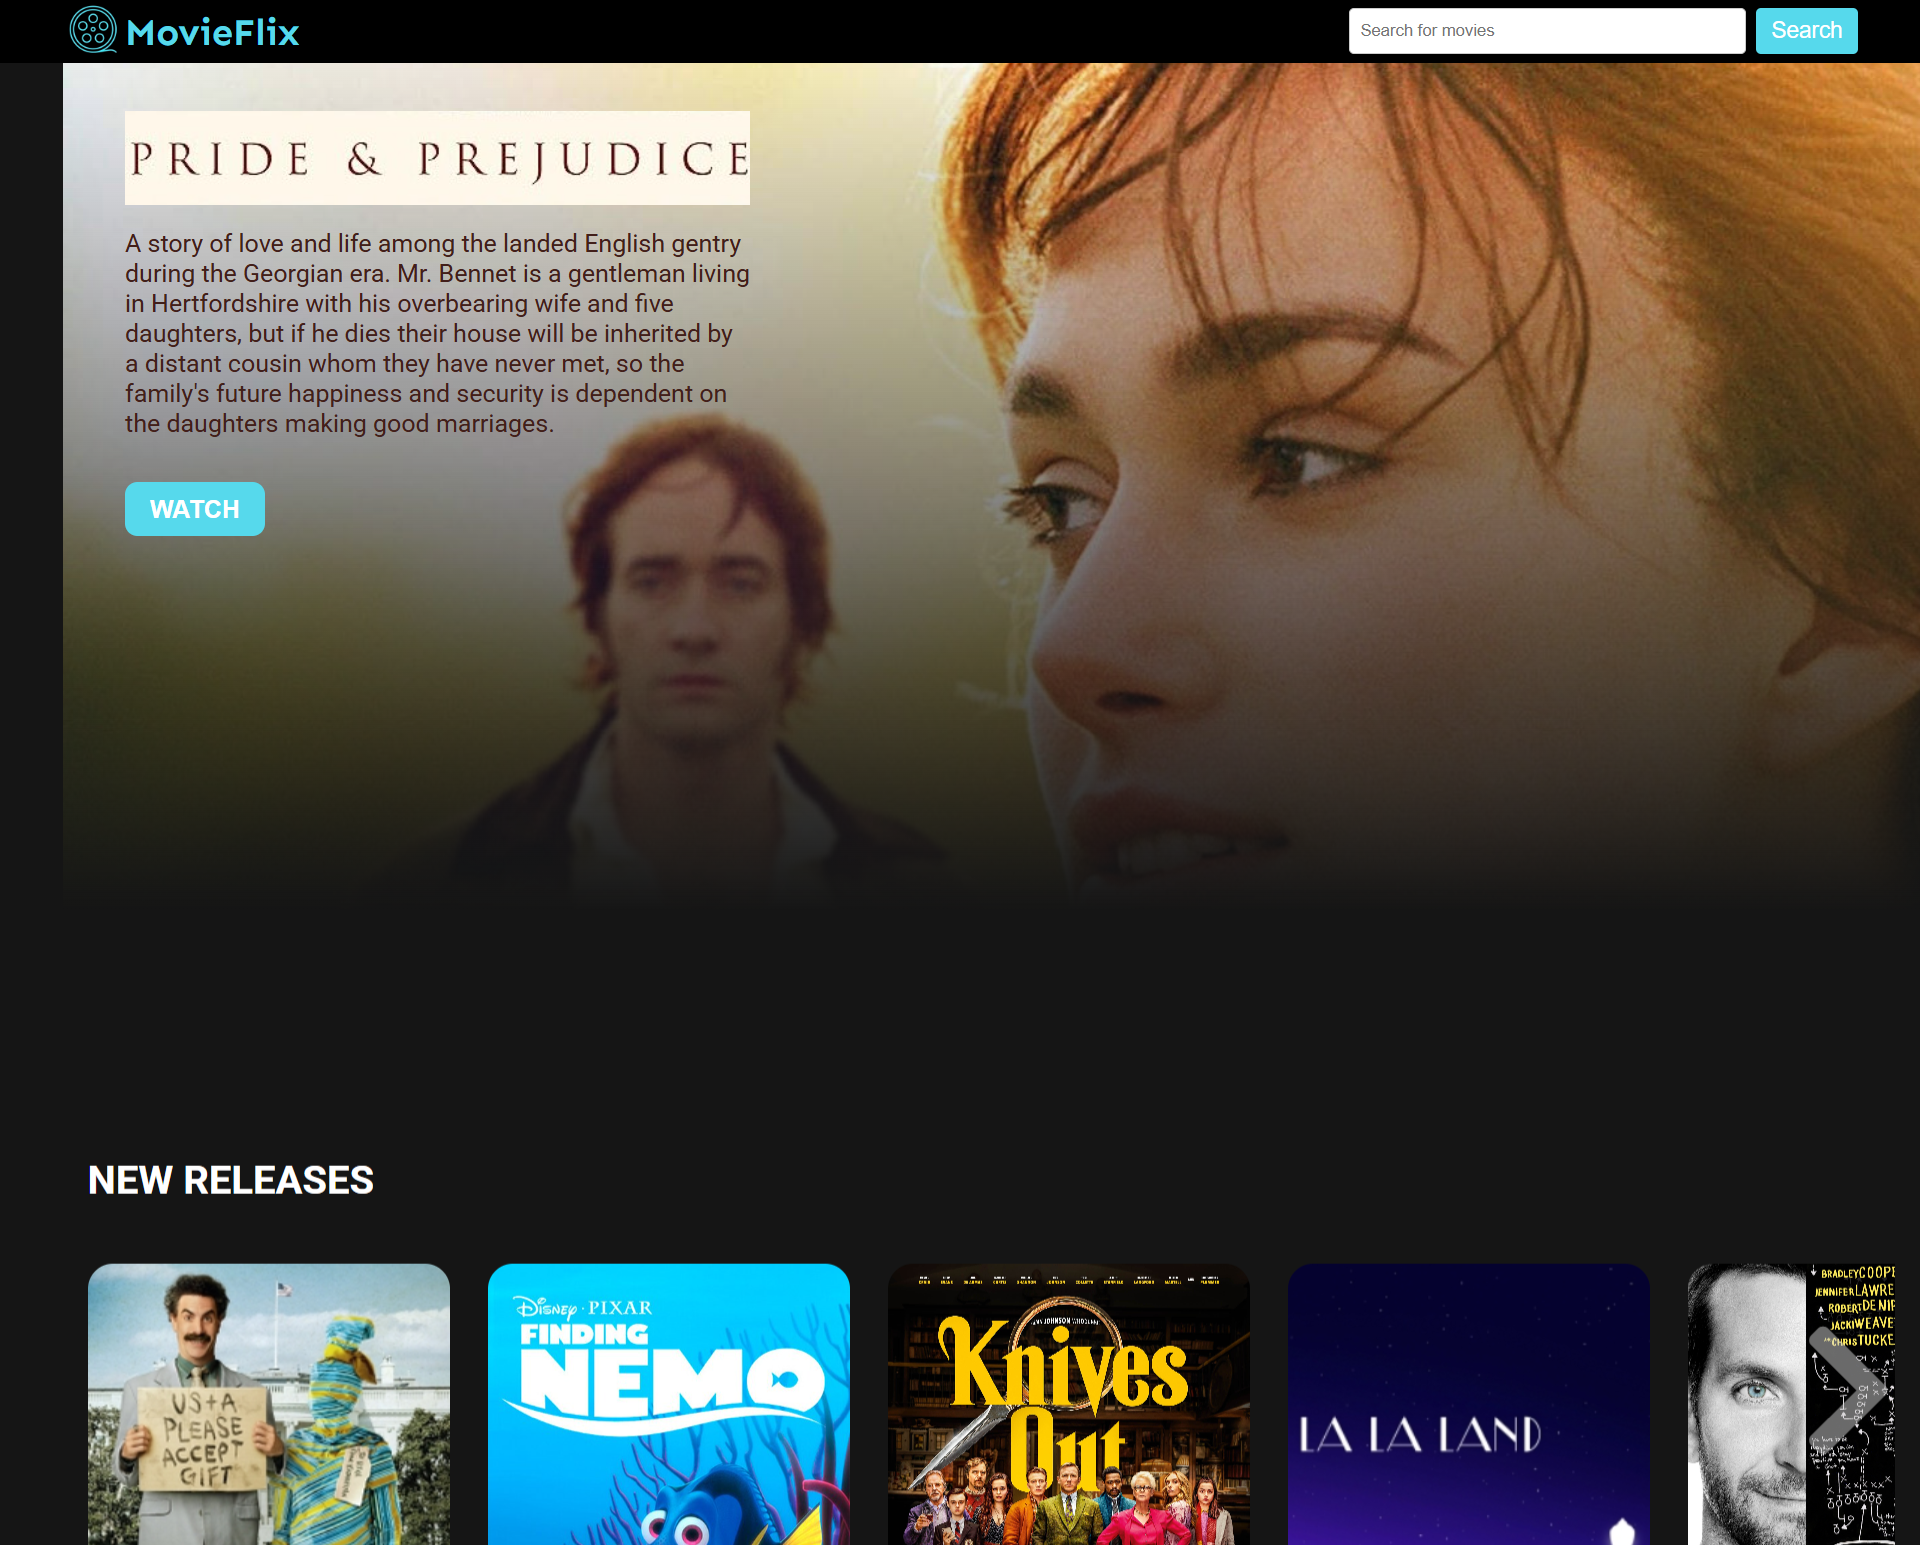 MovieFlix
Search for movies
Search
PRIDE & PREJUDICE
A story of love and life among the landed English gentry
during the Georgian era. Mr. Bennet is a gentleman living
in Hertfordshire with his overbearing wife and five
daughters, but if he dies their house will be inherited by
a distant cousin whom they have never met, so the
family's future happiness and security is dependent on
the daughters making good marriages.
WATCH
NEW RELEASES
US+A
PLEASE
ACCEPT
GIFT
Disney · PIXAR
FINDING
NEMO
Knives
Out
LA LA LAND
BRADLEY COOPE
JENNIFER LAWRE
ROBERT DE NIR
JACKI WEAVE
CHRIS TUCKE